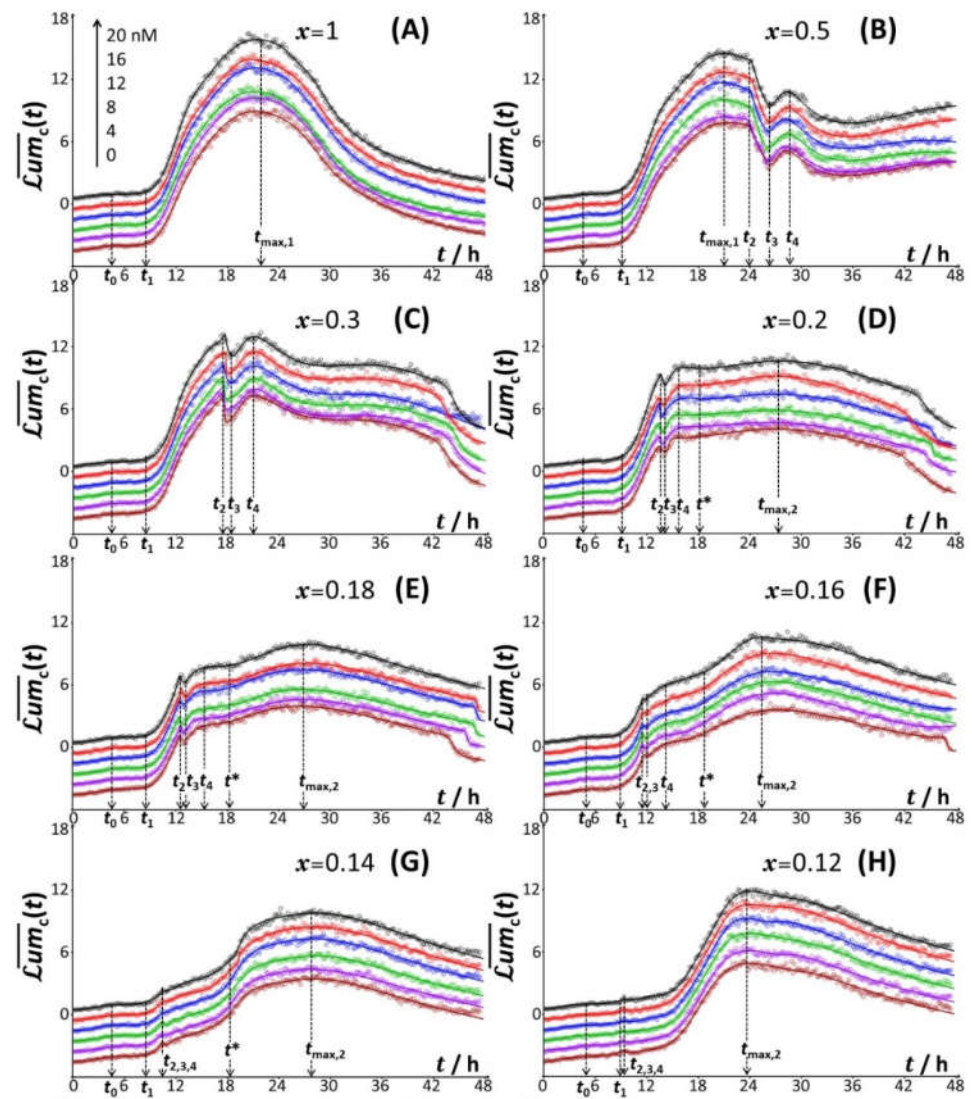 18
x=1 (A)
20 nM
16
12
8
4
0
12
6
0
Lum_c(t)
t_max,1
t / h
t_0 t_1
0 6 12 18 24 30 36 42 48
18
x=0.5 (B)
12
6
0
Lum_c(t)
t_max,1 t_2 t_3 t_4
t / h
t_0 t_1
0 6 12 18 24 30 36 42 48
18
x=0.3 (C)
12
6
0
Lum_c(t)
t_2 t_3 t_4
t / h
t_0 t_1
0 6 12 18 24 30 36 42 48
18
x=0.2 (D)
12
6
0
Lum_c(t)
t_2 t_3 t_4 t* t_max,2
t / h
t_0 t_1
0 6 12 18 24 30 36 42 48
18
x=0.18 (E)
12
6
0
Lum_c(t)
t_2 t_3 t_4 t* t_max,2
t / h
t_0 t_1
0 6 12 18 24 30 36 42 48
18
x=0.16 (F)
12
6
0
Lum_c(t)
t_2,3 t_4 t* t_max,2
t / h
t_0 t_1
0 6 12 18 24 30 36 42 48
18
x=0.14 (G)
12
6
0
Lum_c(t)
t_2,3,4 t* t_max,2
t / h
t_0 t_1
0 6 12 18 24 30 36 42 48
18
x=0.12 (H)
12
6
0
Lum_c(t)
t_2,3,4 t_max,2
t / h
t_0 t_1
0 6 12 18 24 30 36 42 48